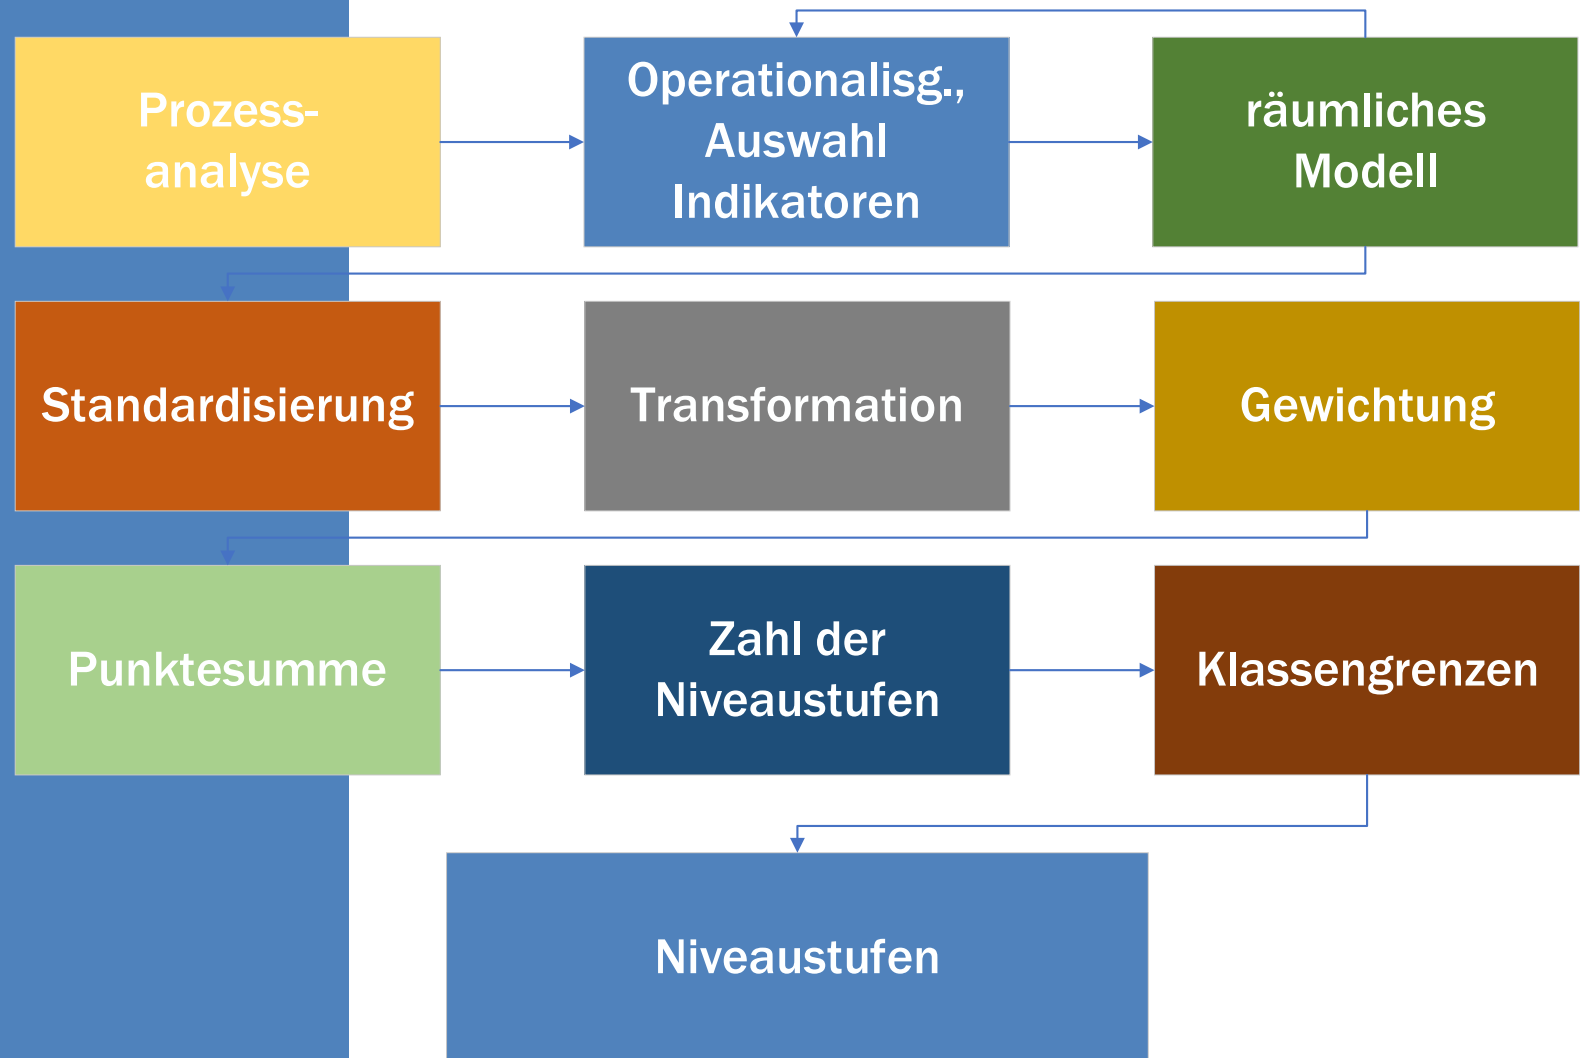 Prozess-
analyse
Operationalisg.,
Auswahl
Indikatoren
räumliches
Modell
Standardisierung
Transformation
Gewichtung
Punktesumme
Zahl der
Niveaustufen
Klassengrenzen
Niveaustufen